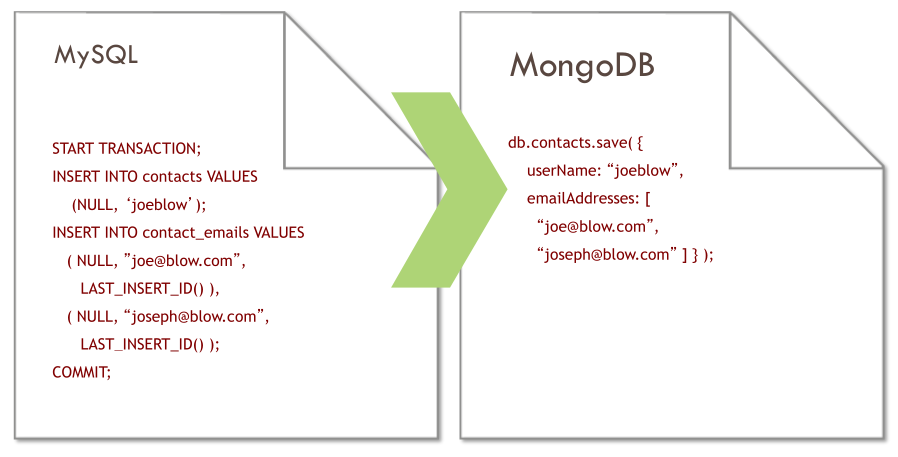 MySQL
START TRANSACTION;
INSERT INTO contacts VALUES
(NULL, ‘joeblow’ );
INSERT INTO contact_emails VALUES
( NULL, ”joe@blow.com”,
LAST_INSERT_ID() ),
( NULL, “joseph@blow.com”,
LAST_INSERT_ID() );
COMMIT;
MongoDB
db.contacts.save( {
userName: “joeblow”,
emailAddresses: [
“joe@blow.com”,
“joseph@blow.com” ] } );